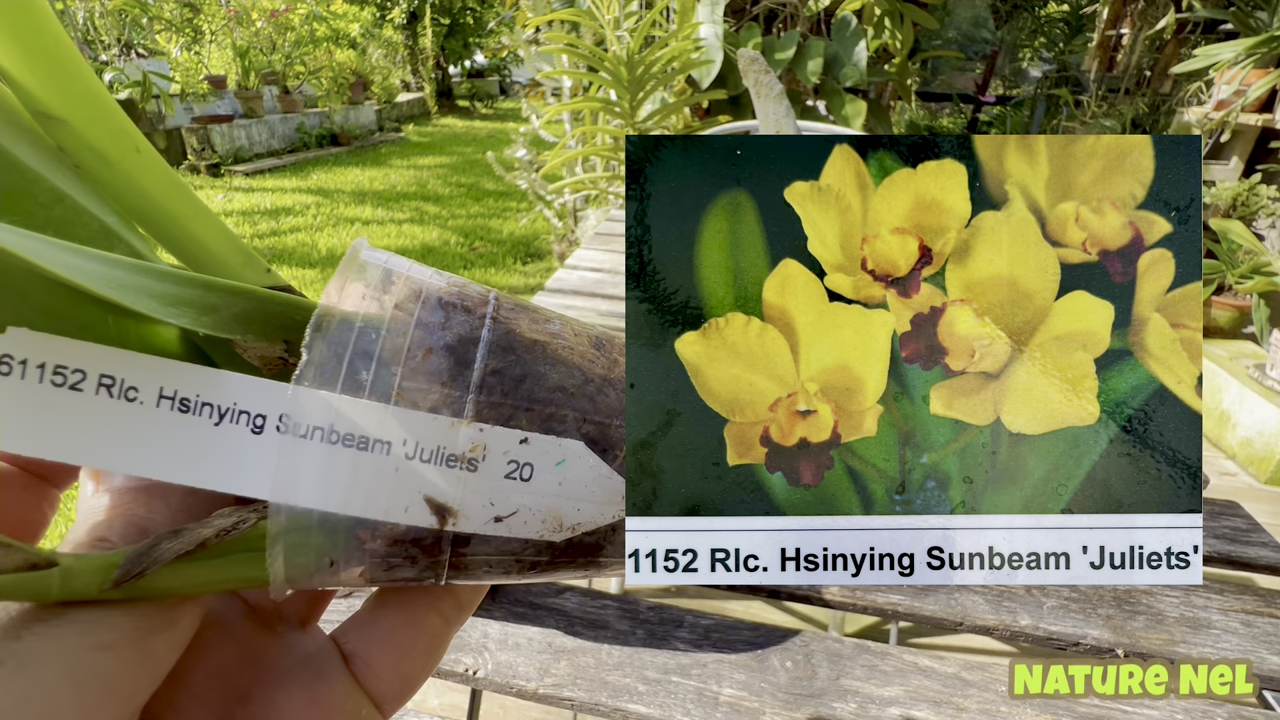 61152 Rlc. Hsinying Sunbeam 'Juliets' 20
1152 Rlc. Hsinying Sunbeam 'Juliets'
NATURE NEL